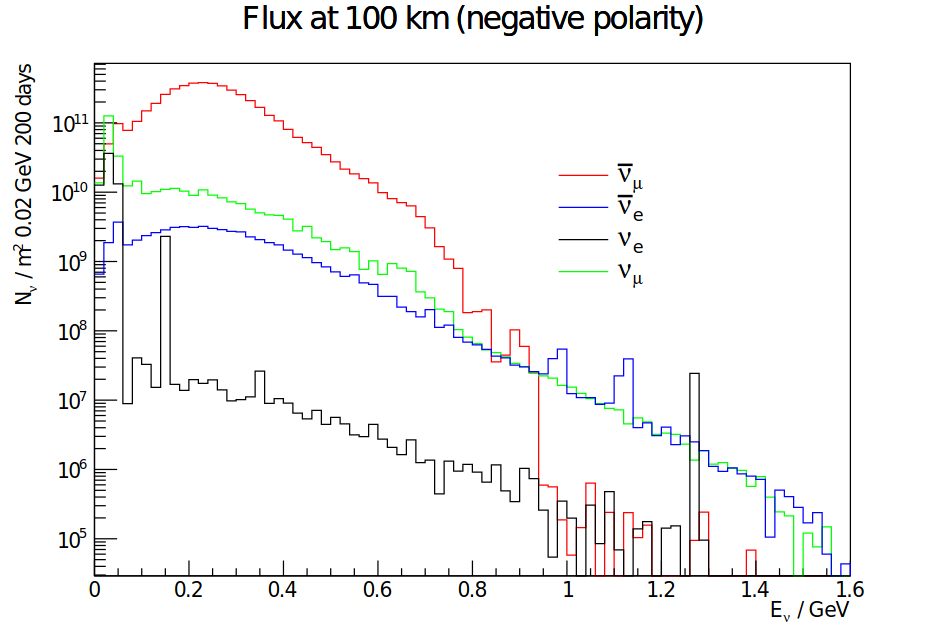 Flux at 100 km (negative polarity)
N_ν / m² 0.02 GeV 200 days
10¹¹
10¹⁰
10⁹
10⁸
10⁷
10⁶
10⁵
ν̅_μ
ν̅_e
ν_e
ν_μ
0 0.2 0.4 0.6 0.8 1 1.2 1.4 1.6
E_ν / GeV